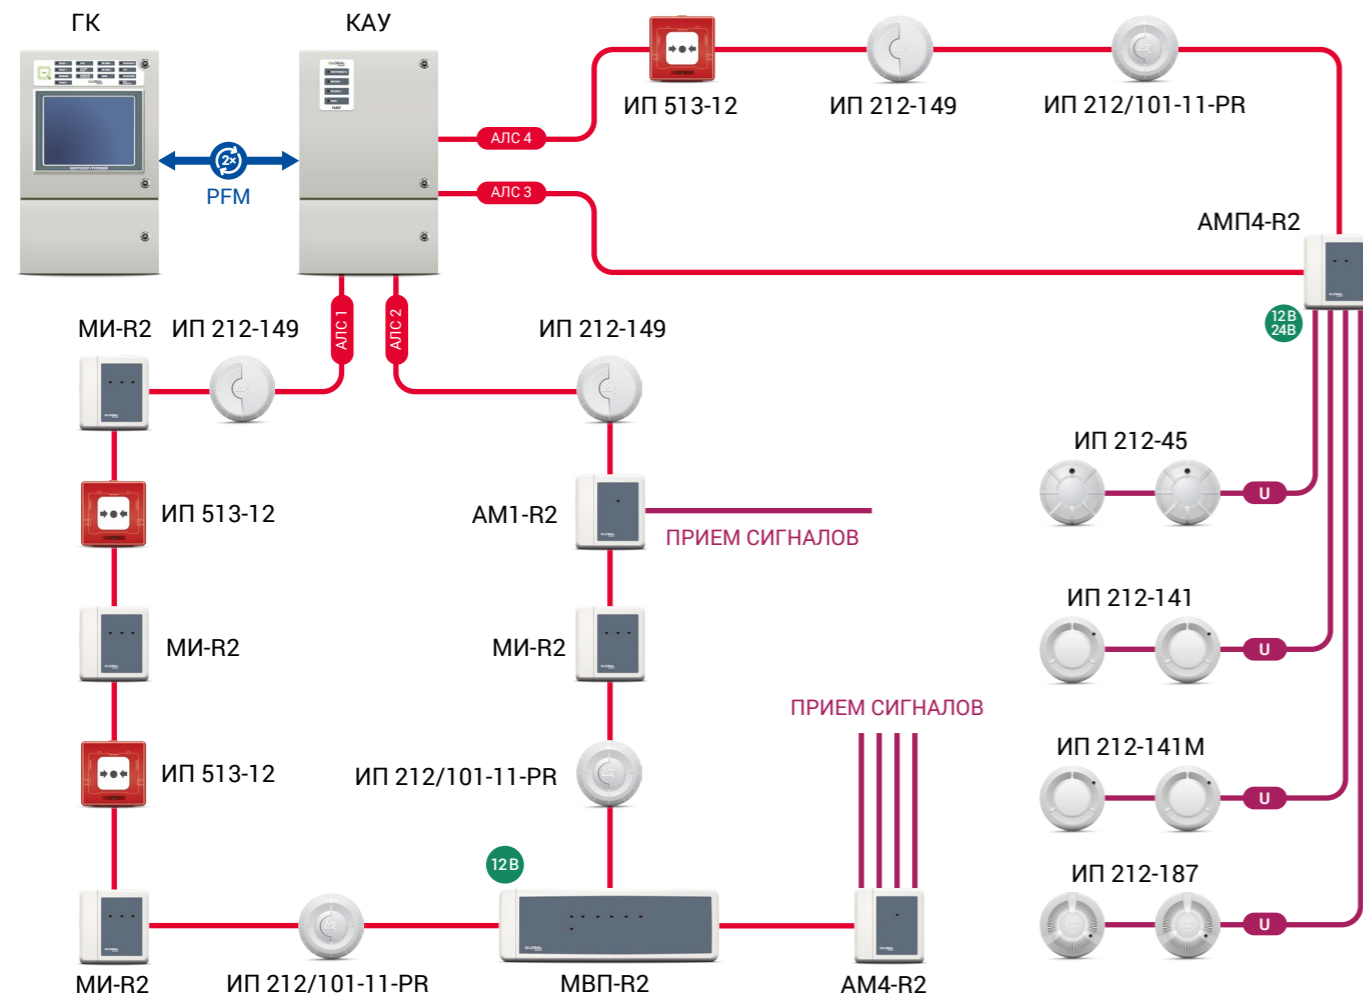 ГК
КАУ
GLOBAL
КАУ
2×
PFM
АЛС 4
ИП 513-12
ИП 212-149
ИП 212/101-11-PR
АЛС 3
АМП4-R2
12В
24В
АЛС 1
АЛС 2
МИ-R2
ИП 212-149
ИП 212-149
ИП 513-12
АМ1-R2
ПРИЕМ СИГНАЛОВ
ИП 212-45
U
МИ-R2
МИ-R2
ИП 212-141
U
ПРИЕМ СИГНАЛОВ
ИП 513-12
ИП 212/101-11-PR
ИП 212-141М
U
12В
ИП 212-187
U
МИ-R2
ИП 212/101-11-PR
МВП-R2
АМ4-R2